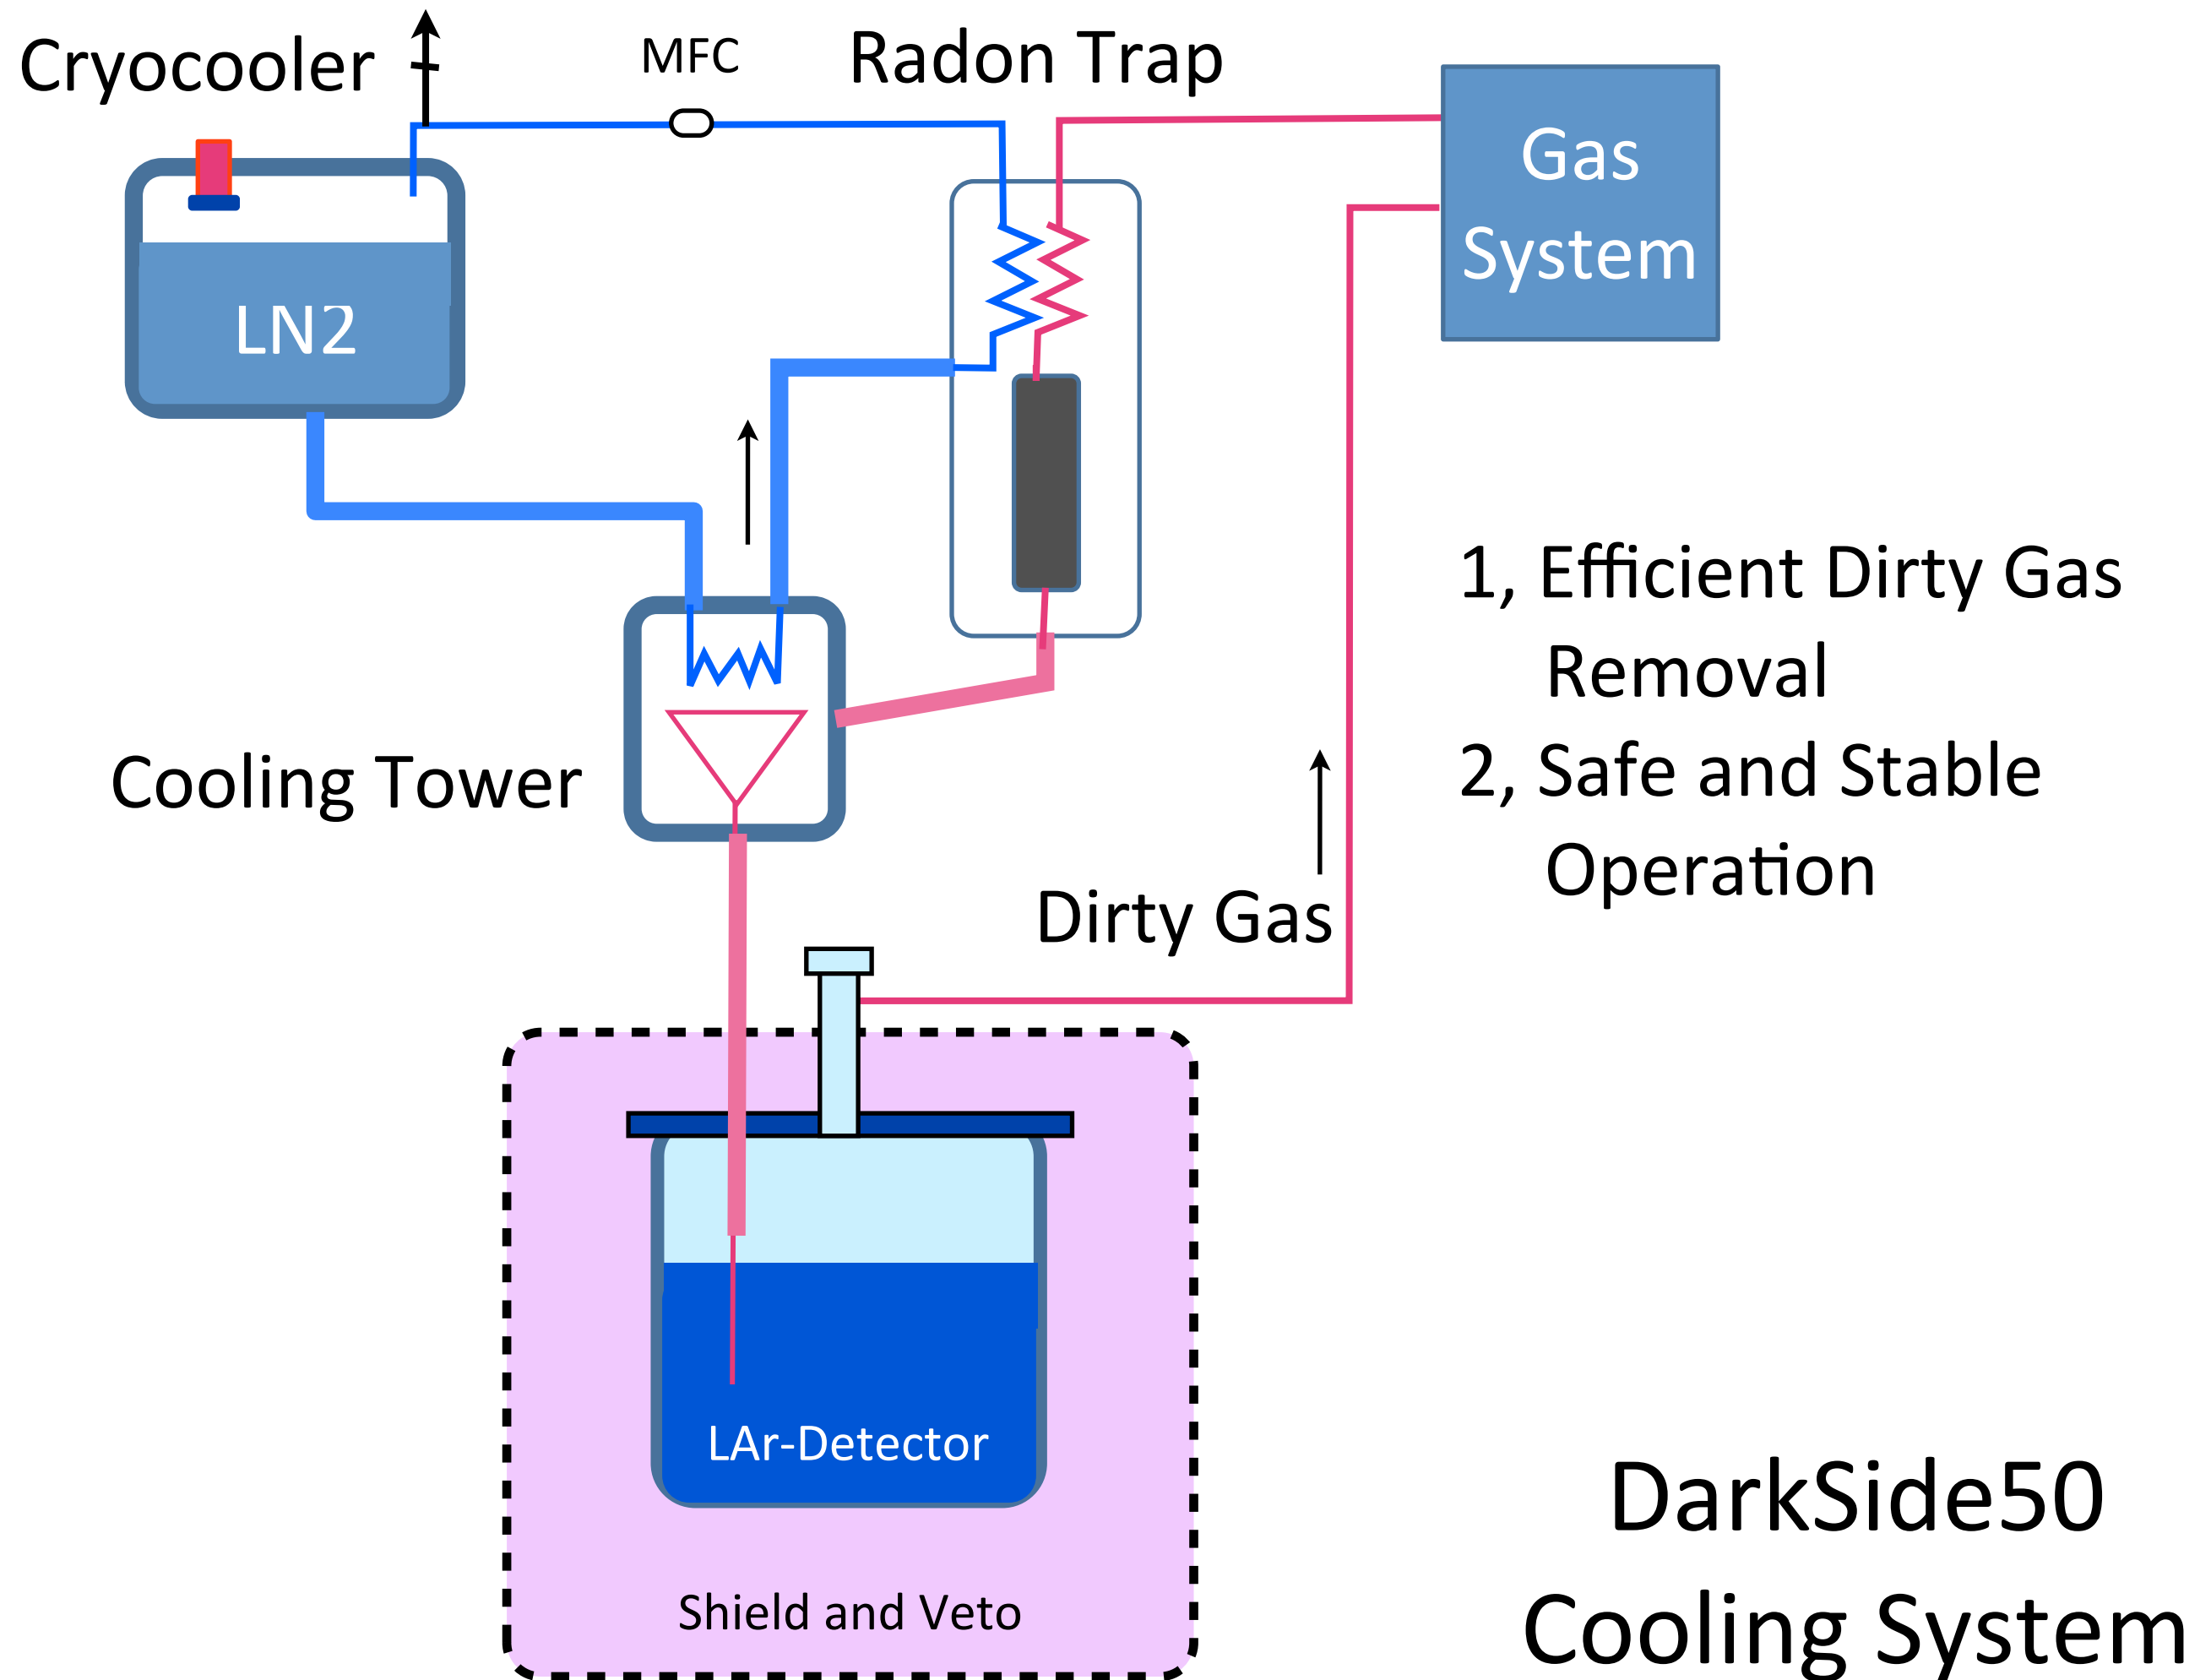 Cryocooler
MFC
Radon Trap
Gas
System
LN2
1, Efficient Dirty Gas
Removal
2, Safe and Stable
Operation
Cooling Tower
Dirty Gas
LAr-Detector
Shield and Veto
DarkSide50
Cooling System